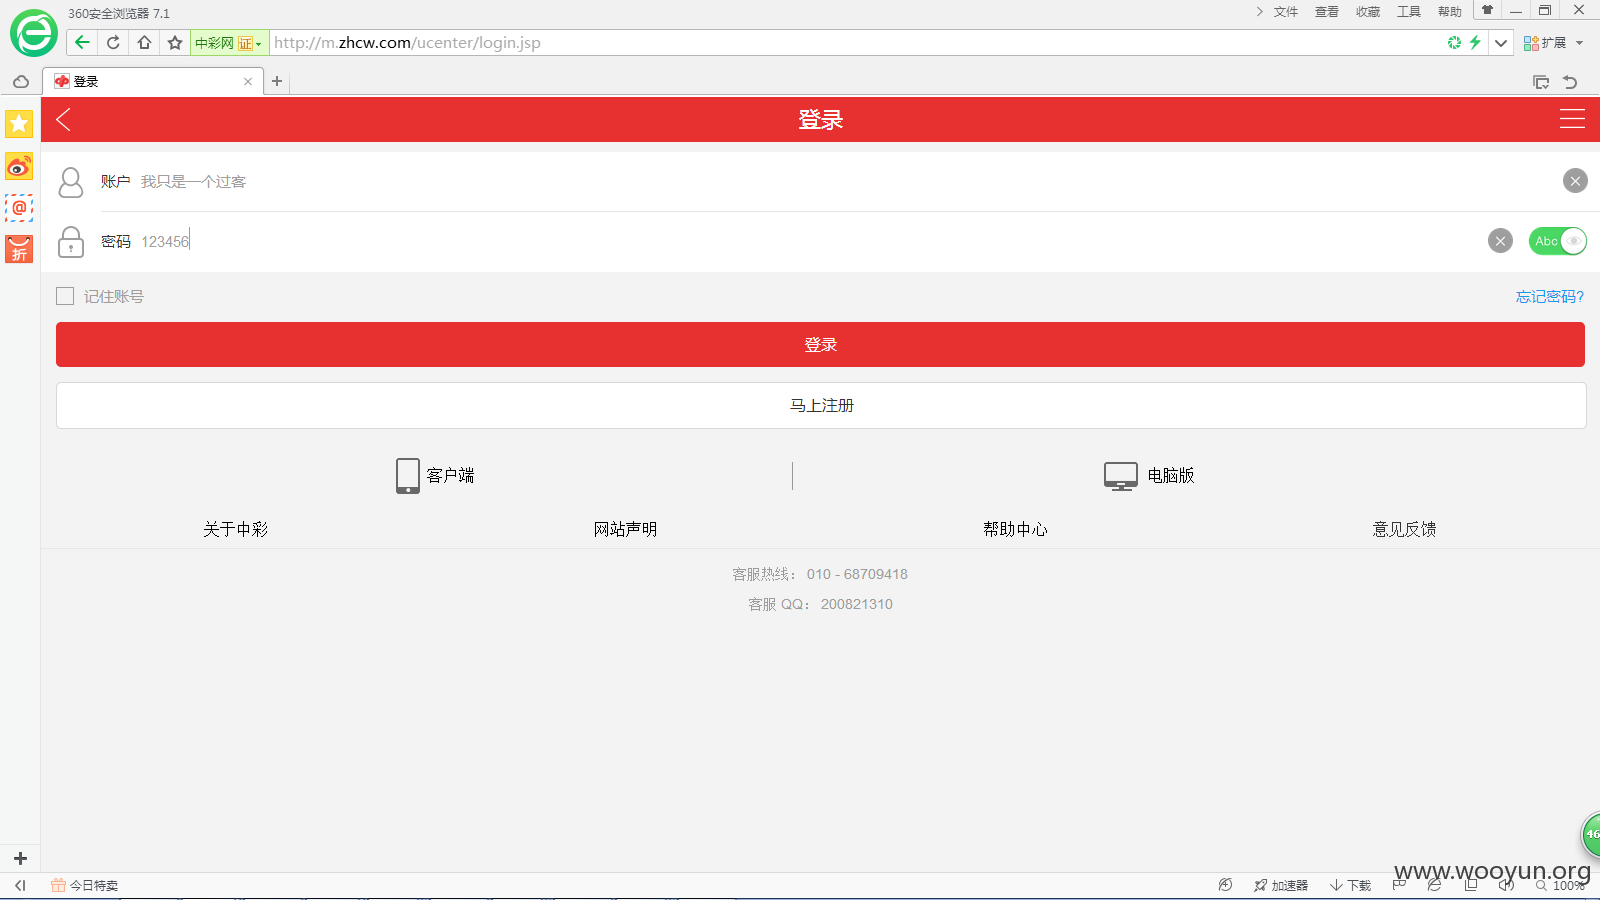 360安全浏览器 7.1
文件 查看 收藏 工具 帮助
中彩网 证 http://m.zhcw.com/ucenter/login.jsp
扩展
登录
登录
账户 我只是一个过客
密码 123456
Abc
@
折
记住账号
忘记密码?
登录
马上注册
客户端
电脑版
关于中彩 网站声明 帮助中心 意见反馈
客服热线： 010 - 68709418
客服 QQ： 200821310
46
www.wooyun.org
今日特卖
加速器 下载 100%